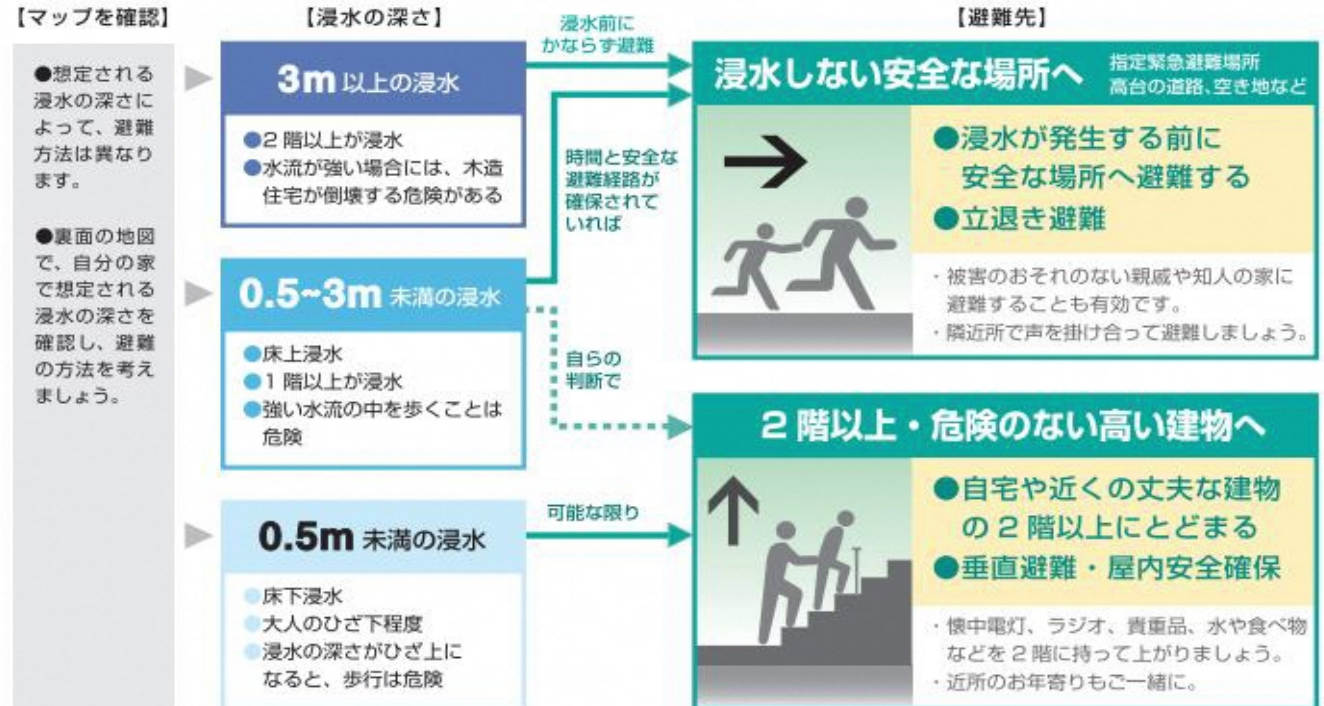 【マップを確認】
●想定される
浸水の深さに
よって、避難
方法は異なり
ます。
●裏面の地図
で、自分の家
で想定される
浸水の深さを
確認し、避難
の方法を考え
ましょう。
【浸水の深さ】
3m 以上の浸水
●2 階以上が浸水
●水流が強い場合には、木造
住宅が倒壊する危険がある
0.5~3m 未満の浸水
●床上浸水
●1 階以上が浸水
●強い水流の中を歩くことは
危険
0.5m 未満の浸水
●床下浸水
●大人のひざ下程度
●浸水の深さがひざ上に
なると、歩行は危険
浸水前に
かならず避難
時間と安全な
避難経路が
確保されて
いれば
自らの
判断で
可能な限り
【避難先】
浸水しない安全な場所へ
指定緊急避難場所
高台の道路、空き地など
●浸水が発生する前に
安全な場所へ避難する
●立退き避難
・被害のおそれのない親戚や知人の家に
避難することも有効です。
・隣近所で声を掛け合って避難しましょう。
2 階以上・危険のない高い建物へ
●自宅や近くの丈夫な建物
の 2 階以上にとどまる
●垂直避難・屋内安全確保
・懐中電灯、ラジオ、貴重品、水や食べ物
などを 2 階に持って上がりましょう。
・近所のお年寄りもご一緒に。